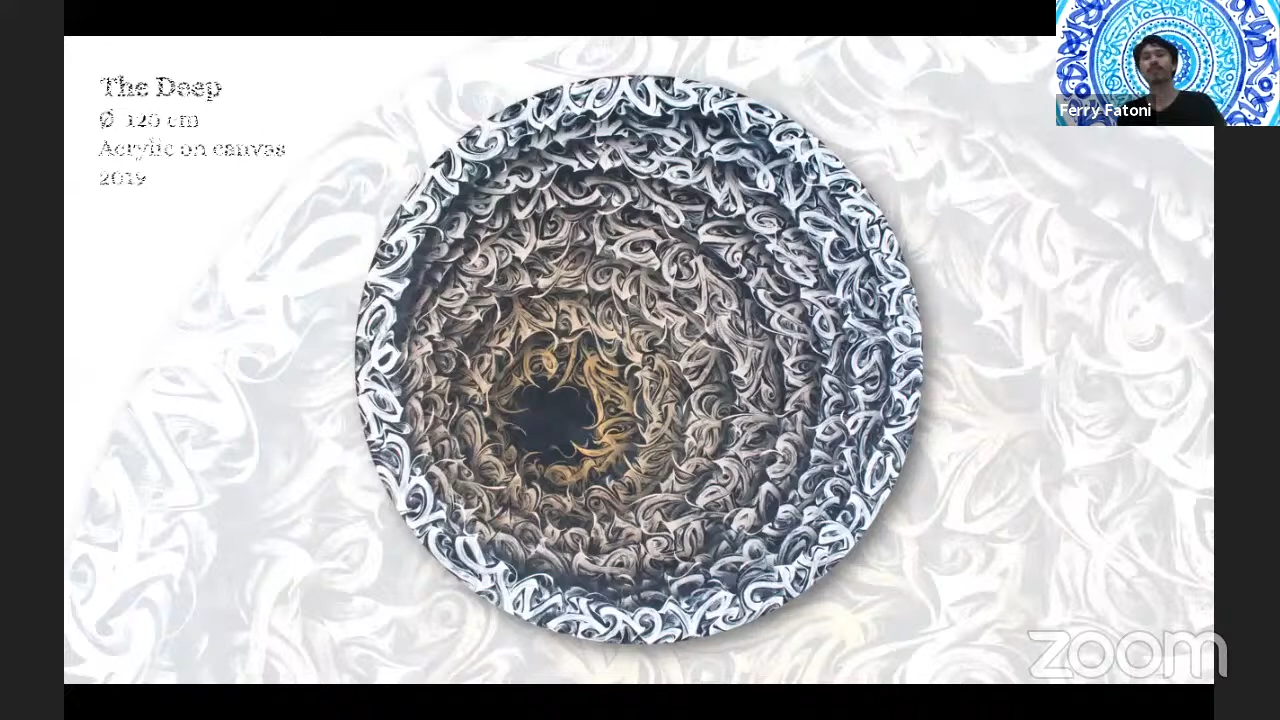 The Deep
Ø 120 cm
Acrylic on canvas
2019
Ferry Fatoni
zoom